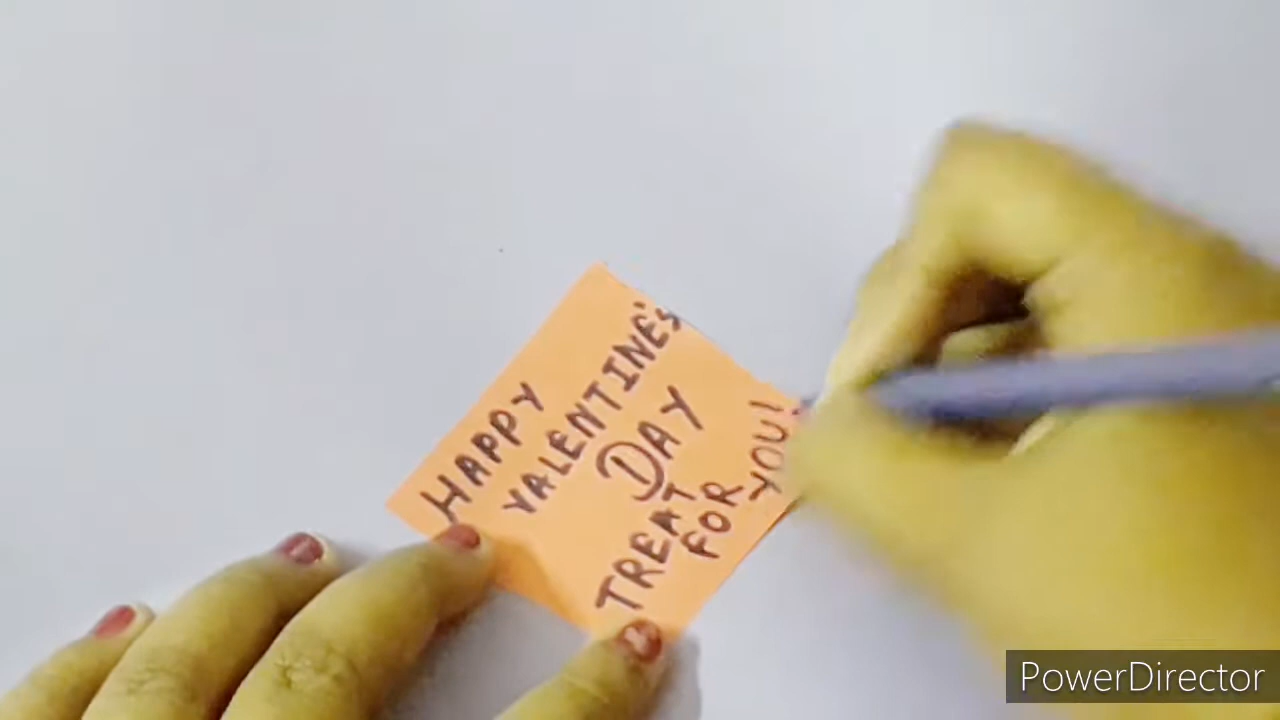 HAPPY
VALENTINE'S
DAY
TREAT
FOR
YOU!
PowerDirector